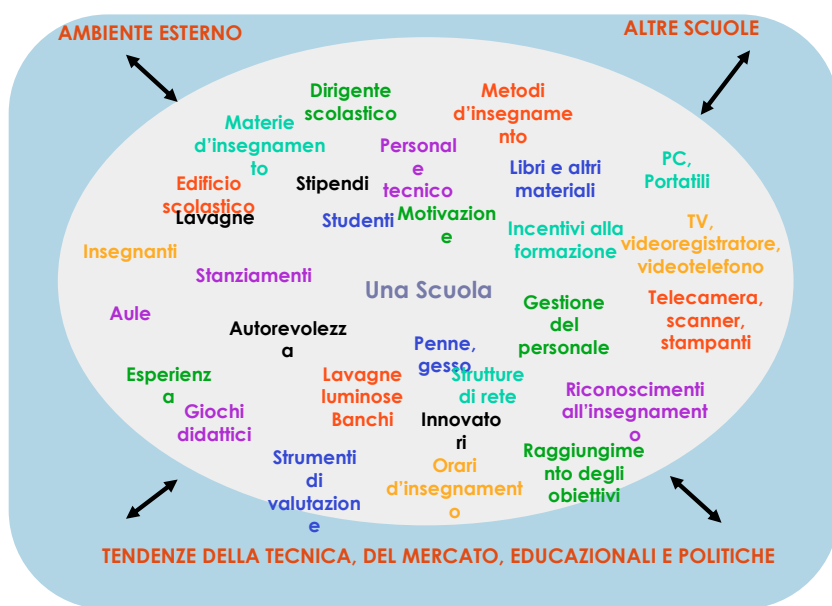 AMBIENTE ESTERNO
ALTRE SCUOLE
Dirigente
scolastico
Metodi
d'insegname
nto
Materie
d'insegnamen
to
Personal
e
tecnico
Libri e altri
materiali
PC,
Portatili
Edificio
scolastico
Stipendi
Lavagne
Studenti
Motivazion
e
Incentivi alla
formazione
TV,
videoregistratore,
videotelefono
Insegnanti
Stanziamenti
Una Scuola
Telecamera,
scanner,
stampanti
Aule
Gestione
del
personale
Autorevolezz
a
Penne,
gesso
Esperienz
a
Lavagne
luminose
Banchi
Strutture
di rete
Riconoscimenti
all'insegnament
o
Giochi
didattici
Innovato
ri
Strumenti
di
valutazion
e
Orari
d'insegnament
o
Raggiungime
nto degli
obiettivi
TENDENZE DELLA TECNICA, DEL MERCATO, EDUCAZIONALI E POLITICHE